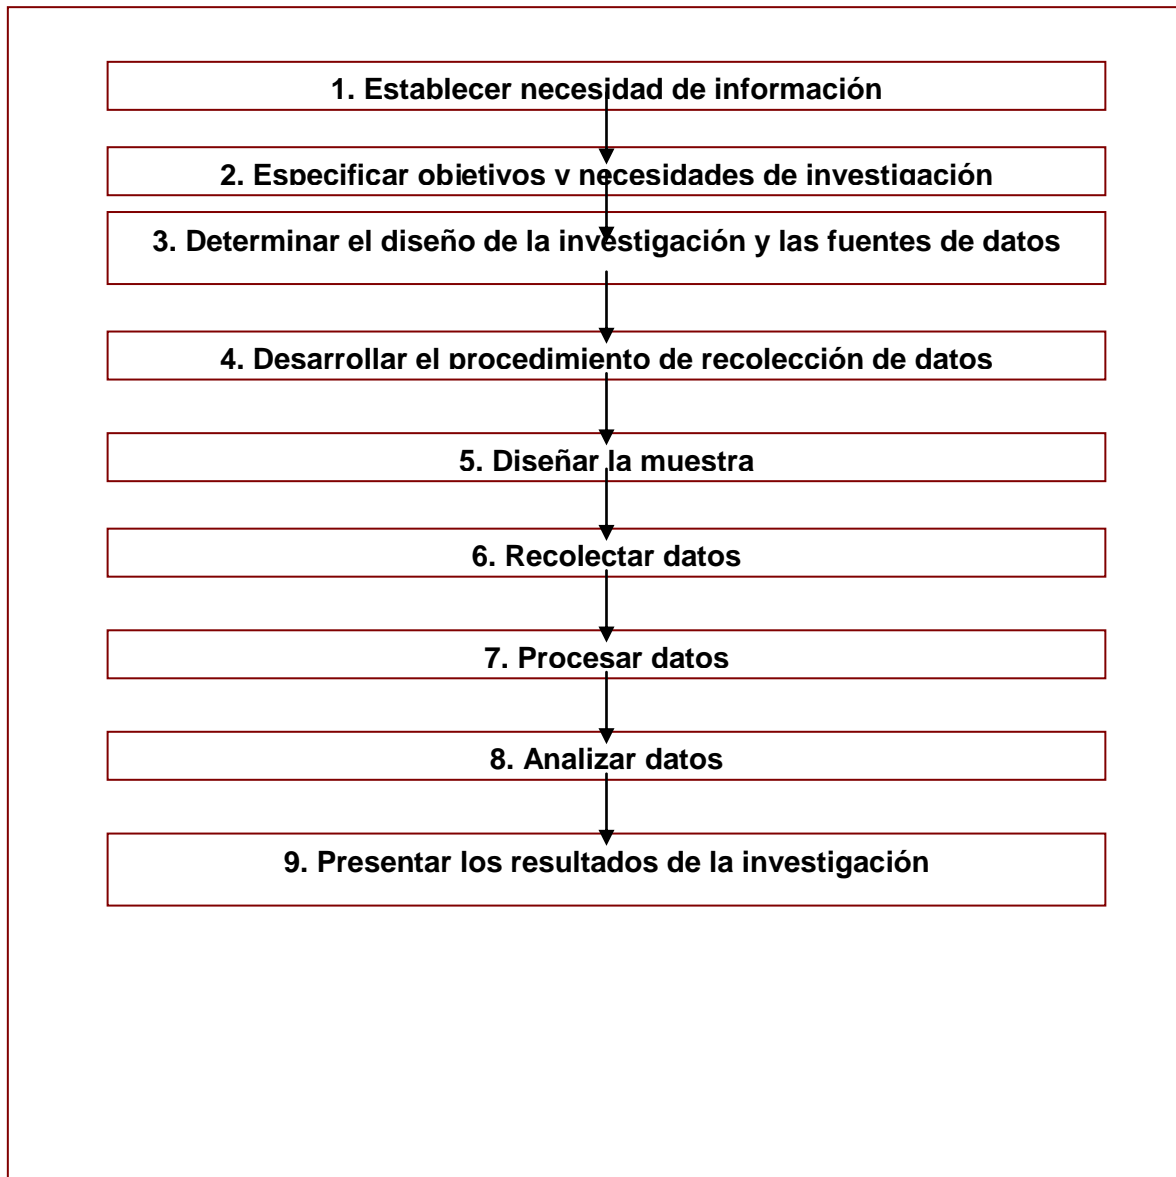 1. Establecer necesidad de información
2. Especificar objetivos y necesidades de investigación
3. Determinar el diseño de la investigación y las fuentes de datos
4. Desarrollar el procedimiento de recolección de datos
5. Diseñar la muestra
6. Recolectar datos
7. Procesar datos
8. Analizar datos
9. Presentar los resultados de la investigación